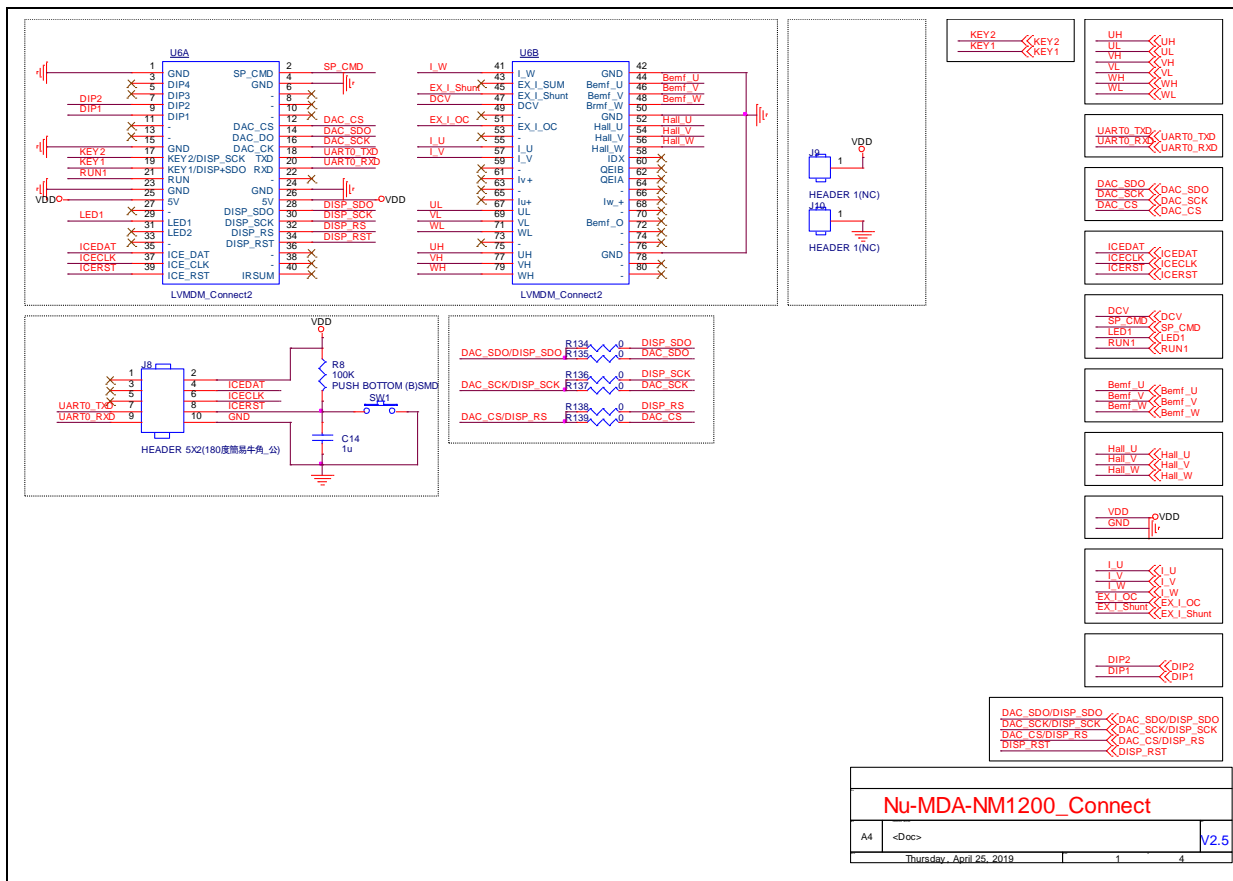 U6A
1 GND SP_CMD 2 SP_CMD
3 DIP4 GND 4
5 DIP3 - 6
DIP2 7 DIP2 - 8
DIP1 9 DIP1 - 10
11 - DAC_CS 12 DAC_CS
13 - DAC_DO 14 DAC_SDO
15 GND DAC_CK 16 DAC_SCK
KEY2 17 KEY2/DISP_SCK TXD 18 UART0_TXD
KEY1 19 KEY1/DISP+SDO RXD 20 UART0_RXD
RUN1 21 RUN - 22
23 GND GND 24
VDD 25 5V 5V 26 VDD
27 - DISP_SDO 28 DISP_SDO
LED1 29 LED1 DISP_SCK 30 DISP_SCK
31 LED2 DISP_RS 32 DISP_RS
33 - DISP_RST 34 DISP_RST
ICEDAT 35 ICE_DAT - 36
ICECLK 37 ICE_CLK - 38
ICERST 39 ICE_RST IRSUM 40
LVMDM_Connect2
U6B
I_W 41 I_W GND 42
43 EX_I_SUM Bemf_U 44 Bemf_U
EX_I_Shunt 45 EX_I_Shunt Bemf_V 46 Bemf_V
DCV 47 DCV Brmf_W 48 Bemf_W
49 - GND 50
EX_I_OC 51 EX_I_OC Hall_U 52 Hall_U
53 - Hall_V 54 Hall_V
I_U 55 I_U Hall_W 56 Hall_W
I_V 57 I_V IDX 58
59 - QEIB 60
61 Iv+ QEIA 62
63 - - 64
65 Iu+ Iw_+ 66
UL 67 UL - 68
VL 69 VL Bemf_O 70
WL 71 WL - 72
73 - - 74
UH 75 UH GND 76
VH 77 VH - 78
WH 79 WH - 80
LVMDM_Connect2
J9
1
VDD
HEADER 1(NC)
J10
1
HEADER 1(NC)
KEY2 KEY2
KEY1 KEY1
UH UH
UL UL
VH VH
VL VL
WH WH
WL WL
UART0_TXD UART0_TXD
UART0_RXD UART0_RXD
DAC_SDO DAC_SDO
DAC_SCK DAC_SCK
DAC_CS DAC_CS
ICEDAT ICEDAT
ICECLK ICECLK
ICERST ICERST
DCV DCV
SP_CMD SP_CMD
LED1 LED1
RUN1 RUN1
Bemf_U Bemf_U
Bemf_V Bemf_V
Bemf_W Bemf_W
Hall_U Hall_U
Hall_V Hall_V
Hall_W Hall_W
VDD VDD
GND
I_U I_U
I_V I_V
I_W I_W
EX_I_OC EX_I_OC
EX_I_Shunt EX_I_Shunt
DIP2 DIP2
DIP1 DIP1
DAC_SDO/DISP_SDO DAC_SDO/DISP_SDO
DAC_SCK/DISP_SCK DAC_SCK/DISP_SCK
DAC_CS/DISP_RS DAC_CS/DISP_RS
DISP_RST DISP_RST
J8
1 2
3 4 ICEDAT
5 6 ICECLK
UART0_TXD 7 8 ICERST
UART0_RXD 9 10 GND
HEADER 5X2(180度簡易牛角_公)
VDD
R8
100K
PUSH BOTTOM (B)SMD
SW1
C14
1u
R134 0 DISP_SDO
DAC_SDO/DISP_SDO R135 0 DAC_SDO
R136 0 DISP_SCK
DAC_SCK/DISP_SCK R137 0 DAC_SCK
R138 0 DISP_RS
DAC_CS/DISP_RS R139 0 DAC_CS
Nu-MDA-NM1200_Connect
A4 <Doc> V2.5
Thursday, April 25, 2019 1 4